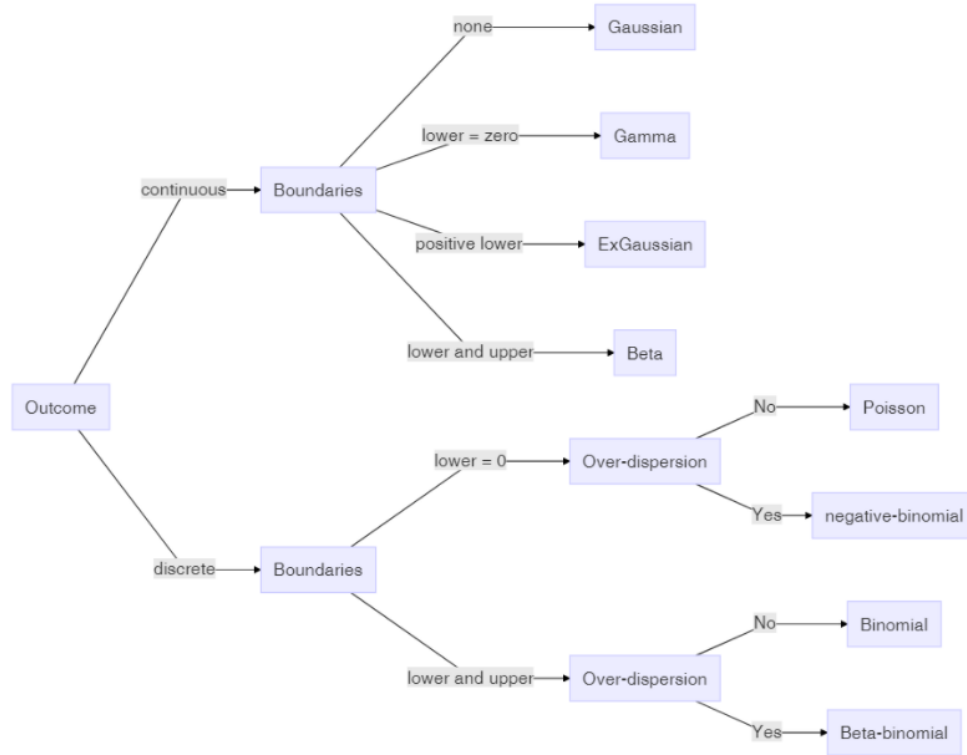 none
Gaussian
lower = zero
Gamma
continuous
Boundaries
positive lower
ExGaussian
lower and upper
Beta
Outcome
No
Poisson
lower = 0
Over-dispersion
Yes
negative-binomial
discrete
Boundaries
No
Binomial
lower and upper
Over-dispersion
Yes
Beta-binomial